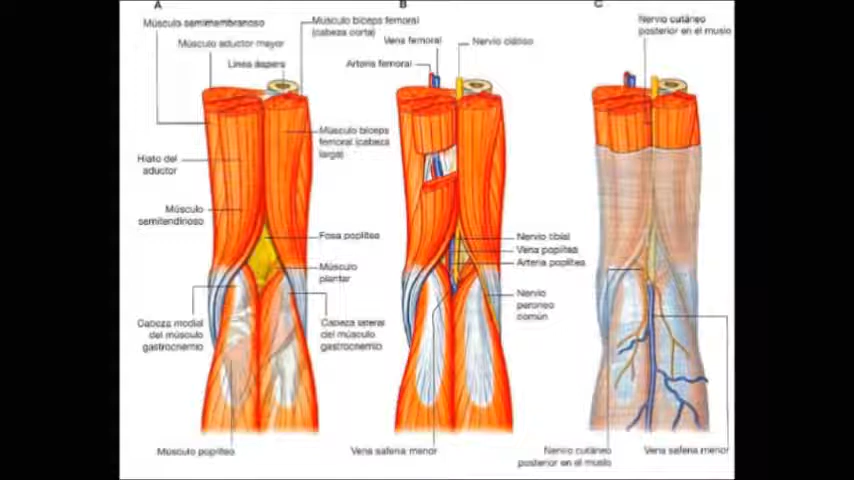 A
Músculo semimembranoso
Músculo aductor mayor
Línea áspera
Músculo bíceps femoral
(cabeza corta)
Músculo bíceps
femoral (cabeza
larga)
Hiato del
aductor
Músculo
semitendinoso
Fosa poplítea
Músculo
plantar
Cabeza medial
del músculo
gastrocnemio
Cabeza lateral
del músculo
gastrocnemio
Músculo poplíteo
B
Vena femoral
Nervio ciático
Arteria femoral
Nervio tibial
Vena poplítea
Arteria poplítea
Nervio
peroneo
común
Vena safena menor
C
Nervio cutáneo
posterior en el muslo
Nervio cutáneo
posterior en el muslo
Vena safena menor